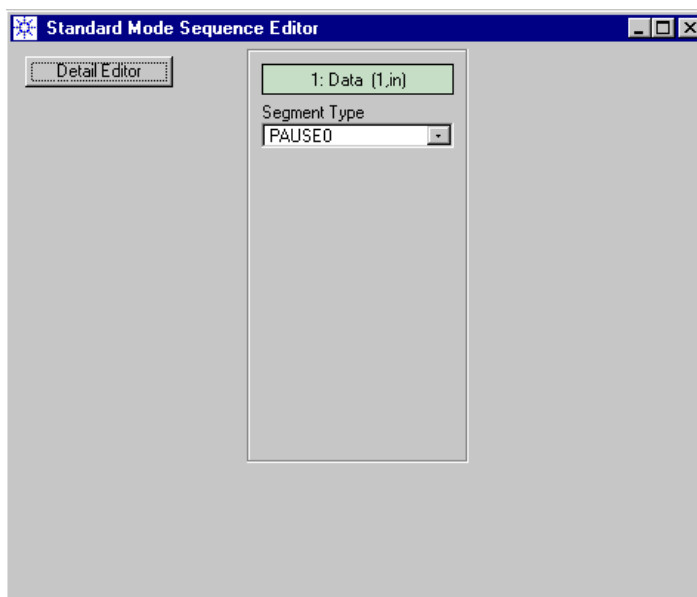 Standard Mode Sequence Editor
Detail Editor
1: Data (1,in)
Segment Type
PAUSE0